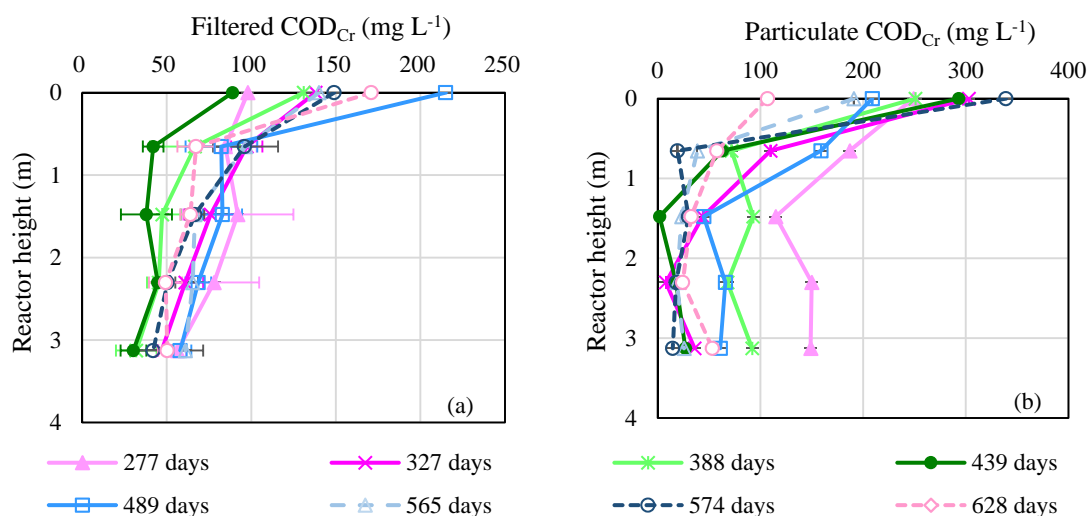 Filtered COD_Cr (mg L⁻¹)
0 50 100 150 200 250
0
1
2
3
4
Reactor height (m)
(a)
Particulate COD_Cr (mg L⁻¹)
0 100 200 300 400
0
1
2
3
4
Reactor height (m)
(b)
277 days 327 days 388 days 439 days
489 days 565 days 574 days 628 days